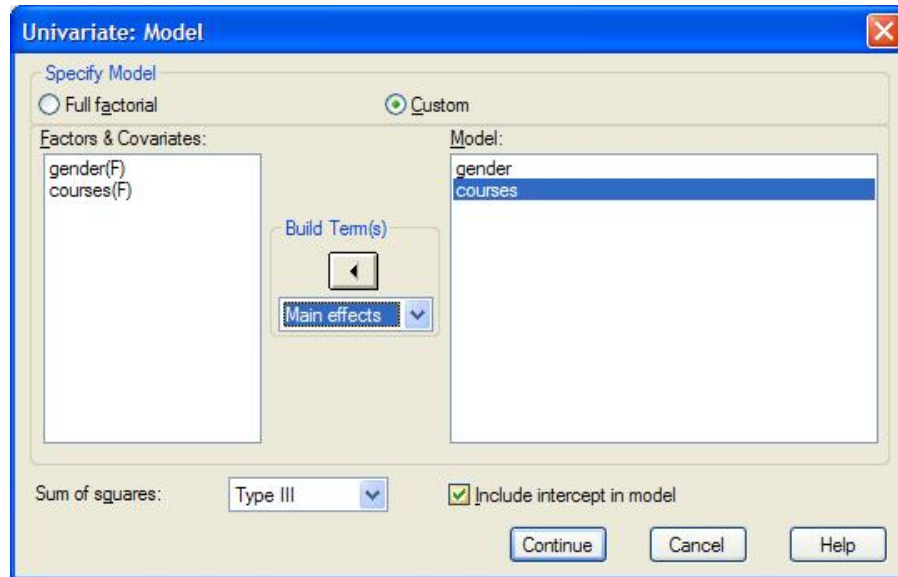 Univariate: Model
Specify Model
Full factorial
Custom
Factors & Covariates:
Model:
gender(F)
courses(F)
gender
courses
Build Term(s)
Main effects
Sum of squares:
Type III
Include intercept in model
Continue
Cancel
Help